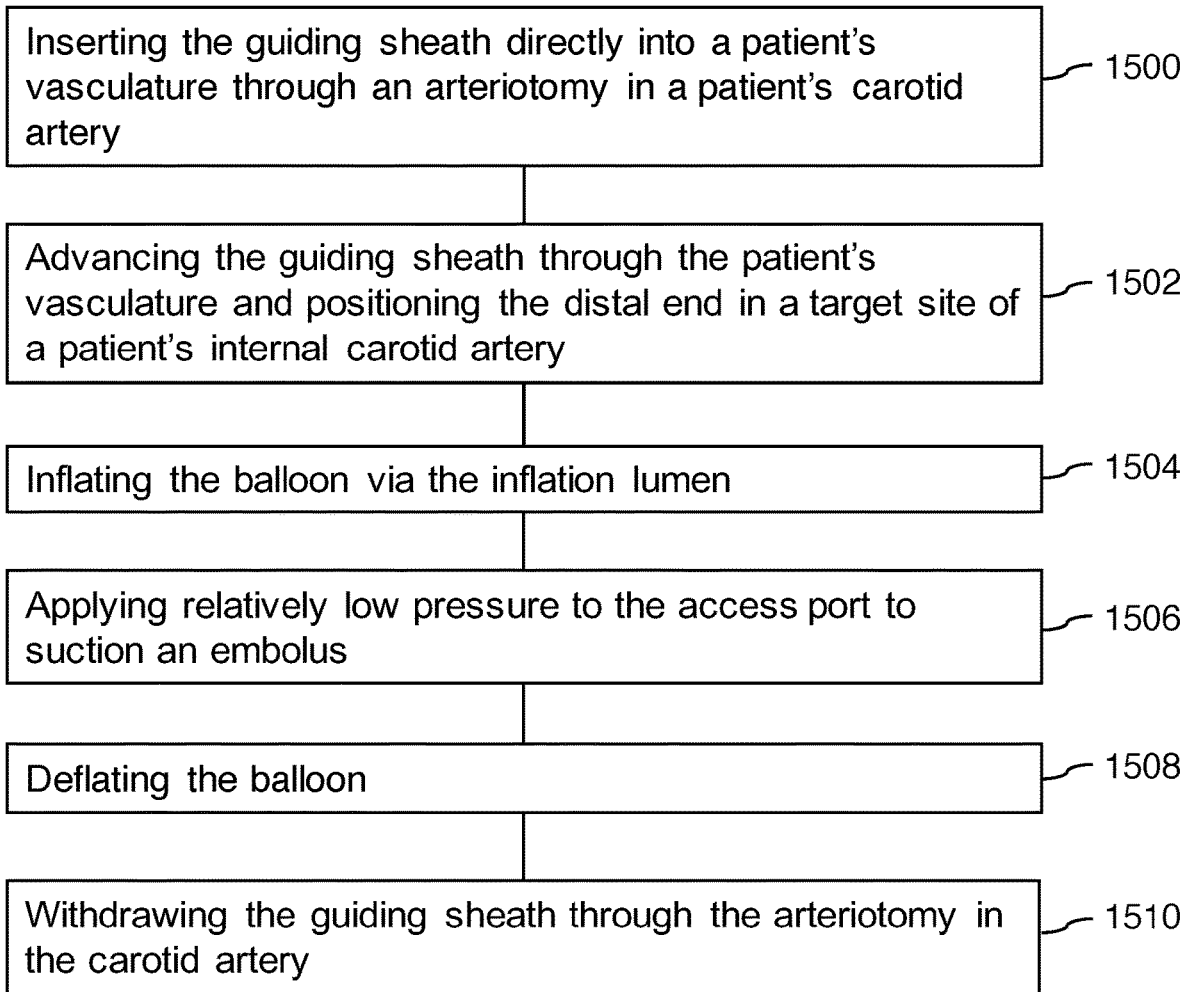 Inserting the guiding sheath directly into a patient's
vasculature through an arteriotomy in a patient's carotid
artery
1500
Advancing the guiding sheath through the patient's
vasculature and positioning the distal end in a target site of
a patient's internal carotid artery
1502
Inflating the balloon via the inflation lumen
1504
Applying relatively low pressure to the access port to
suction an embolus
1506
Deflating the balloon
1508
Withdrawing the guiding sheath through the arteriotomy in
the carotid artery
1510